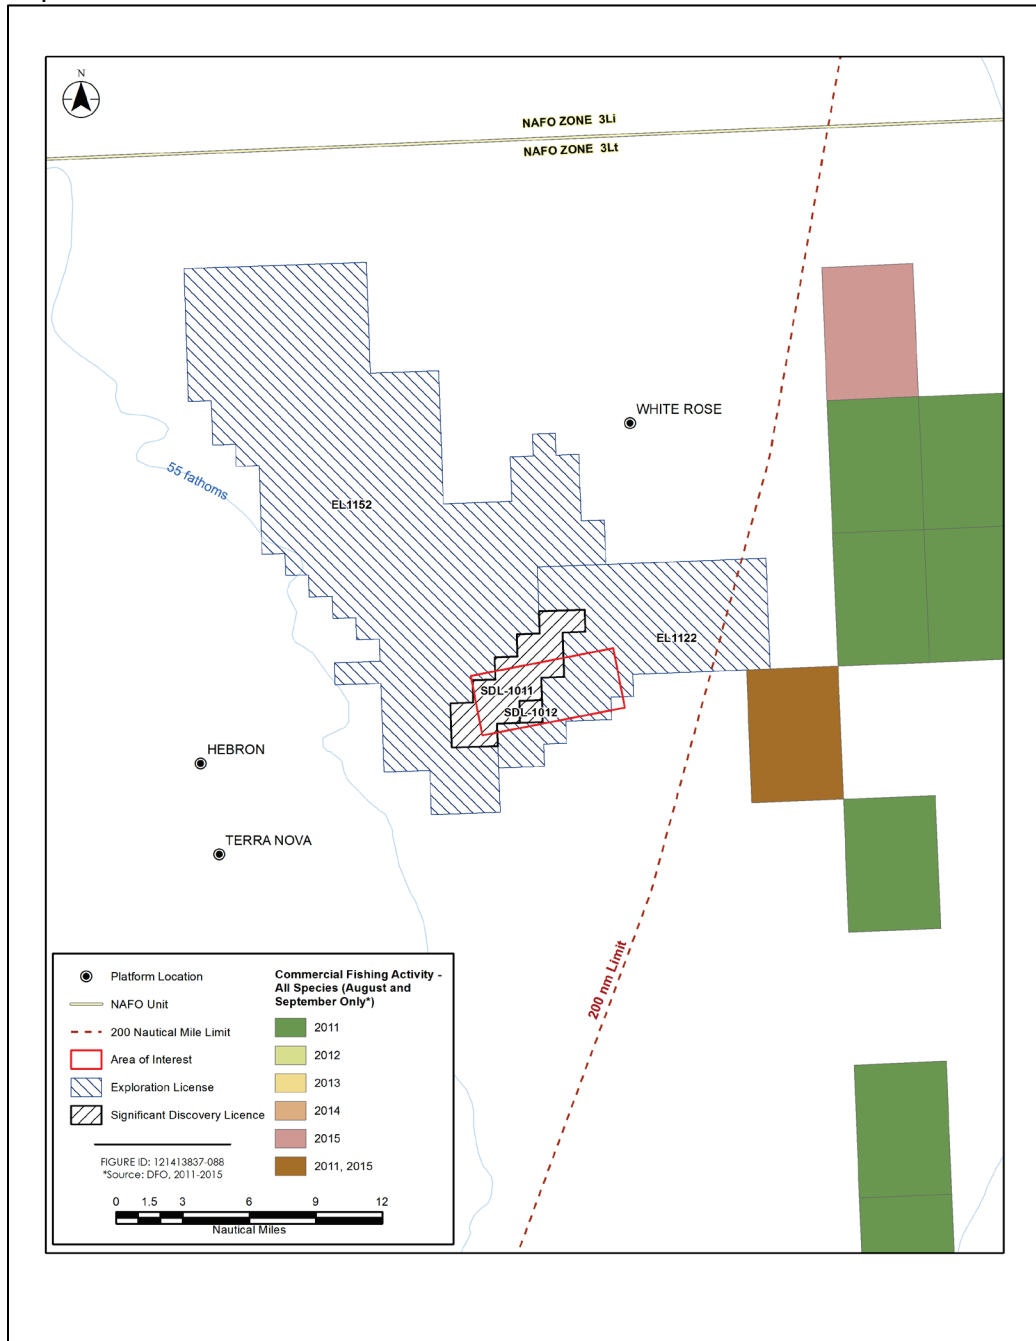 N
NAFO ZONE 3Li
NAFO ZONE 3Lt
WHITE ROSE
55 fathoms
EL1152
EL1122
SDL-1011
SDL-1012
HEBRON
TERRA NOVA
200 nm Limit
Platform Location
NAFO Unit
200 Nautical Mile Limit
Area of Interest
Exploration License
Significant Discovery Licence
FIGURE ID: 121413837-088
*Source: DFO, 2011-2015
Commercial Fishing Activity -
All Species (August and
September Only*)
2011
2012
2013
2014
2015
2011, 2015
0 1.5 3 6 9 12
Nautical Miles